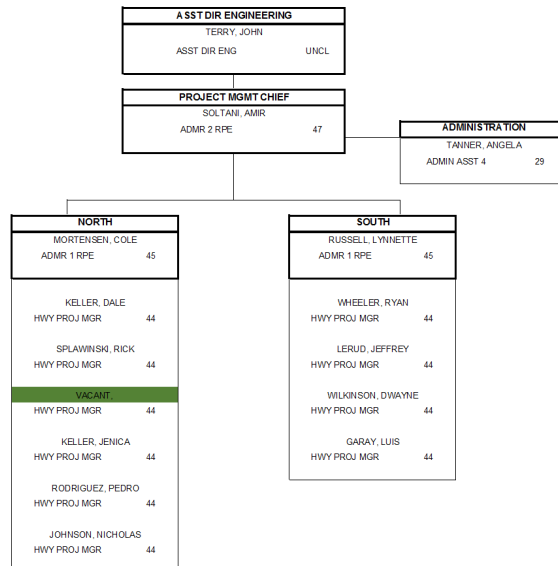 ASST DIR ENGINEERING
TERRY, JOHN
ASST DIR ENG UNCL
PROJECT MGMT CHIEF
SOLTANI, AMIR
ADMR 2 RPE 47
ADMINISTRATION
TANNER, ANGELA
ADMIN ASST 4 29
NORTH
MORTENSEN, COLE
ADMR 1 RPE 45
KELLER, DALE
HWY PROJ MGR 44
SPLAWINSKI, RICK
HWY PROJ MGR 44
VACANT,
HWY PROJ MGR 44
KELLER, JENICA
HWY PROJ MGR 44
RODRIGUEZ, PEDRO
HWY PROJ MGR 44
JOHNSON, NICHOLAS
HWY PROJ MGR 44
SOUTH
RUSSELL, LYNNETTE
ADMR 1 RPE 45
WHEELER, RYAN
HWY PROJ MGR 44
LERUD, JEFFREY
HWY PROJ MGR 44
WILKINSON, DWAYNE
HWY PROJ MGR 44
GARAY, LUIS
HWY PROJ MGR 44